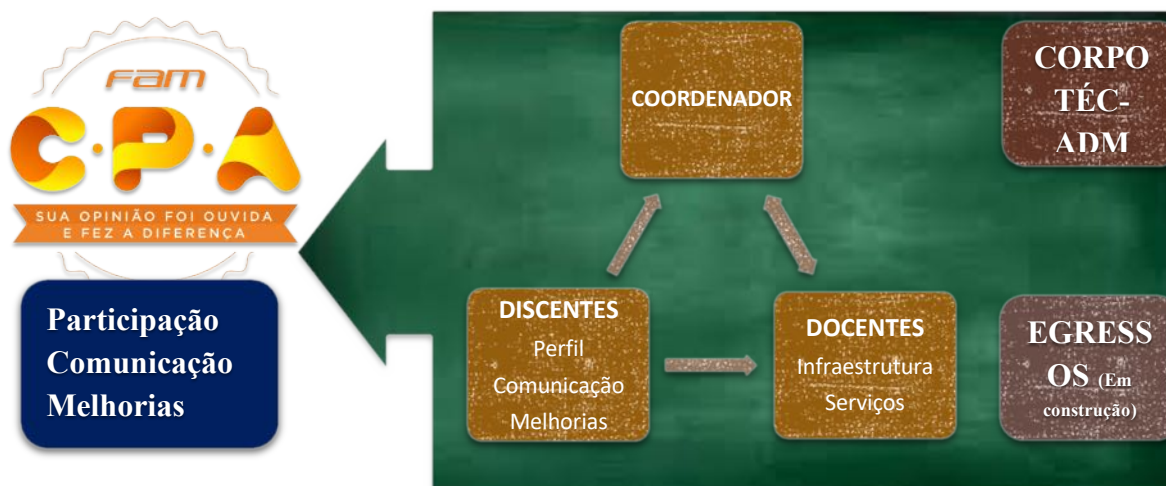 fam
C·P·A
SUA OPINIÃO FOI OUVIDA
E FEZ A DIFERENÇA
Participação
Comunicação
Melhorias
COORDENADOR
CORPO
TÉC-
ADM
DISCENTES
Perfil
Comunicação
Melhorias
DOCENTES
Infraestrutura
Serviços
EGRESS
OS (Em
construção)